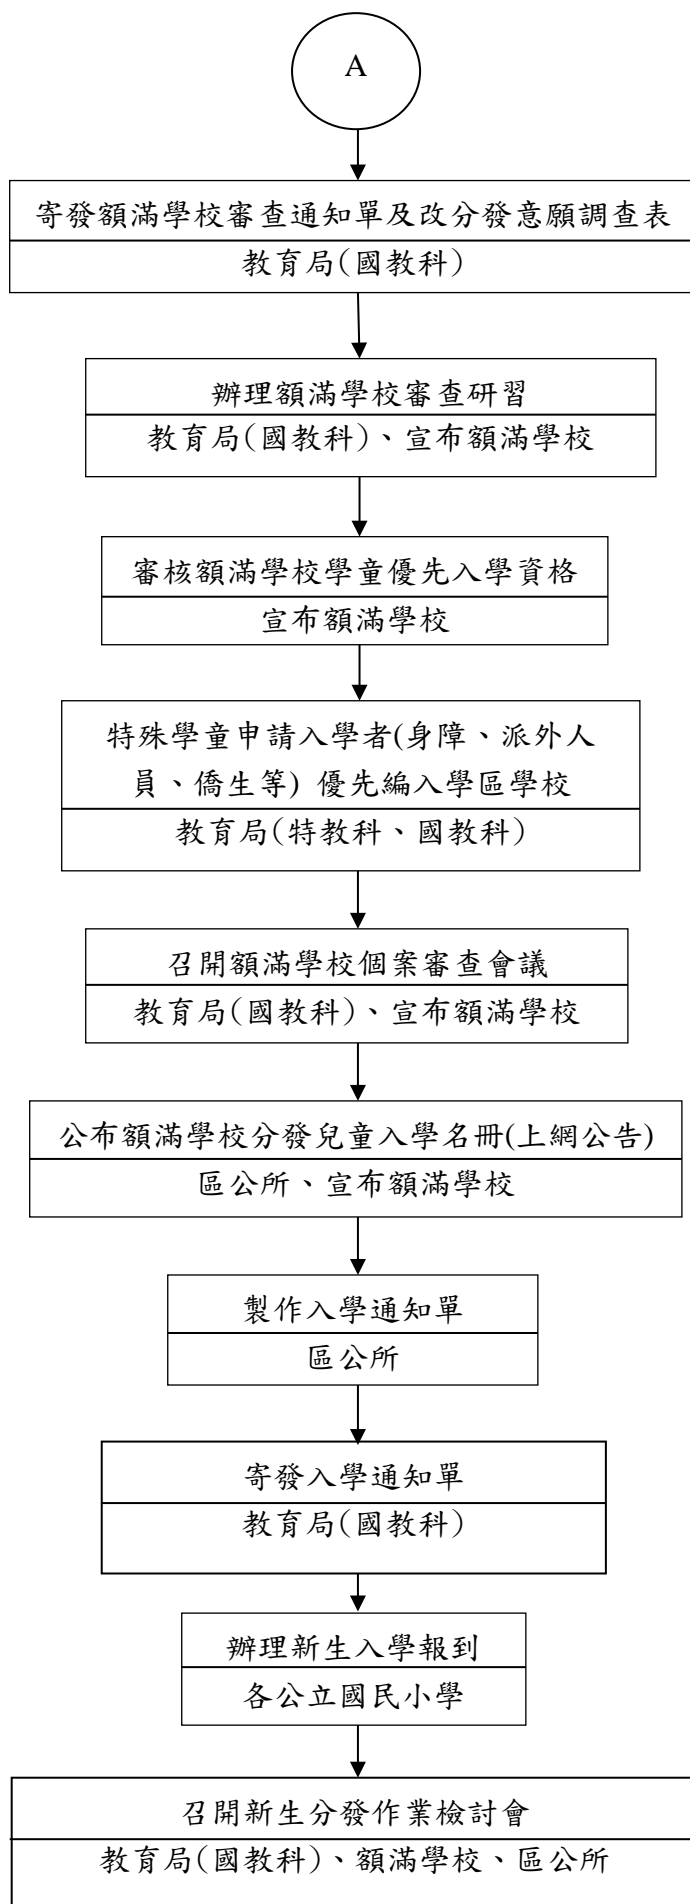 A
寄發額滿學校審查通知單及改分發意願調查表
教育局(國教科)
辦理額滿學校審查研習
教育局(國教科)、宣布額滿學校
審核額滿學校學童優先入學資格
宣布額滿學校
特殊學童申請入學者(身障、派外人
員、僑生等) 優先編入學區學校
教育局(特教科、國教科)
召開額滿學校個案審查會議
教育局(國教科)、宣布額滿學校
公布額滿學校分發兒童入學名冊(上網公告)
區公所、宣布額滿學校
製作入學通知單
區公所
寄發入學通知單
教育局(國教科)
辦理新生入學報到
各公立國民小學
召開新生分發作業檢討會
教育局(國教科)、額滿學校、區公所